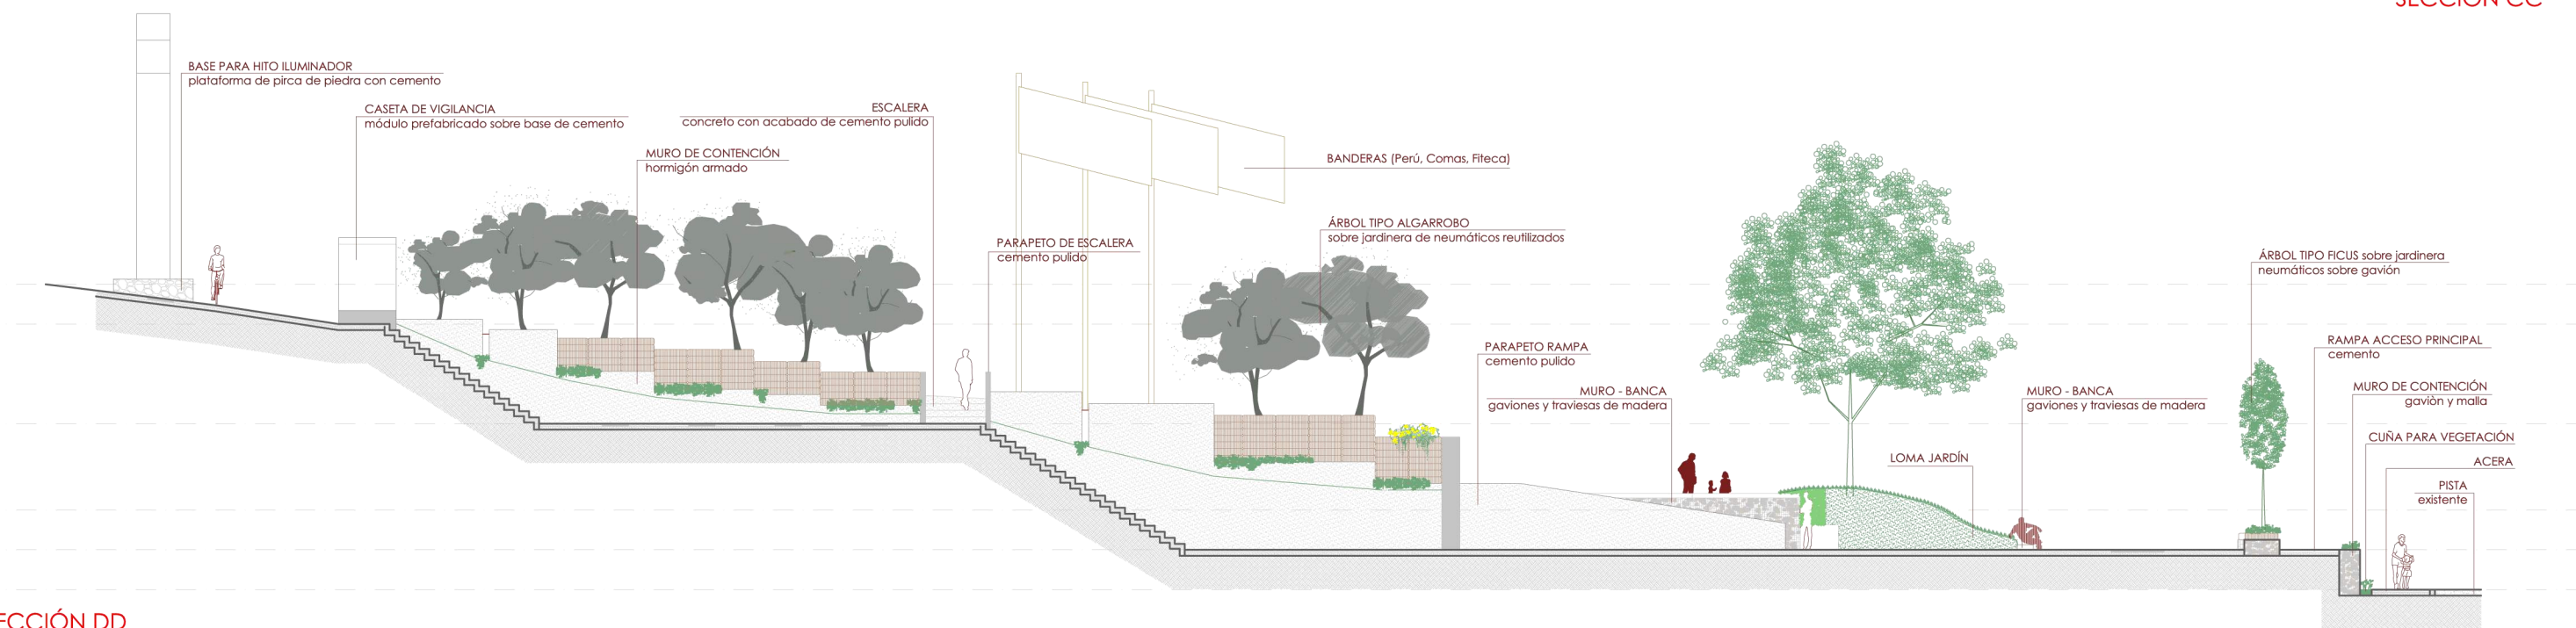 SECCIÓN CC
BASE PARA HITO ILUMINADOR
plataforma de pirca de piedra con cemento
CASETA DE VIGILANCIA
módulo prefabricado sobre base de cemento
ESCALERA
concreto con acabado de cemento pulido
MURO DE CONTENCIÓN
hormigón armado
BANDERAS (Perú, Comas, Fiteca)
PARAPETO DE ESCALERA
cemento pulido
ÁRBOL TIPO ALGARROBO
sobre jardinera de neumáticos reutilizados
PARAPETO RAMPA
cemento pulido
MURO - BANCA
gaviones y traviesas de madera
LOMA JARDÍN
MURO - BANCA
gaviones y traviesas de madera
ÁRBOL TIPO FICUS sobre jardinera
neumáticos sobre gavión
RAMPA ACCESO PRINCIPAL
cemento
MURO DE CONTENCIÓN
gaviòn y malla
CUÑA PARA VEGETACIÓN
ACERA
PISTA
existente
ECCIÓN DD